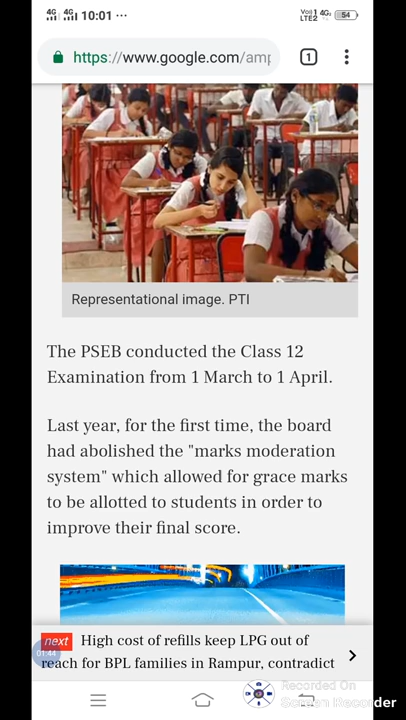 4G 4G 10:01 ... Vo) 1 4G2 LTE2 54
https://www.google.com/amp 1
Representational image. PTI
The PSEB conducted the Class 12
Examination from 1 March to 1 April.
Last year, for the first time, the board
had abolished the "marks moderation
system" which allowed for grace marks
to be allotted to students in order to
improve their final score.
next High cost of refills keep LPG out of
01:44
reach for BPL families in Rampur, contradict
Recorded On
Screen Recorder